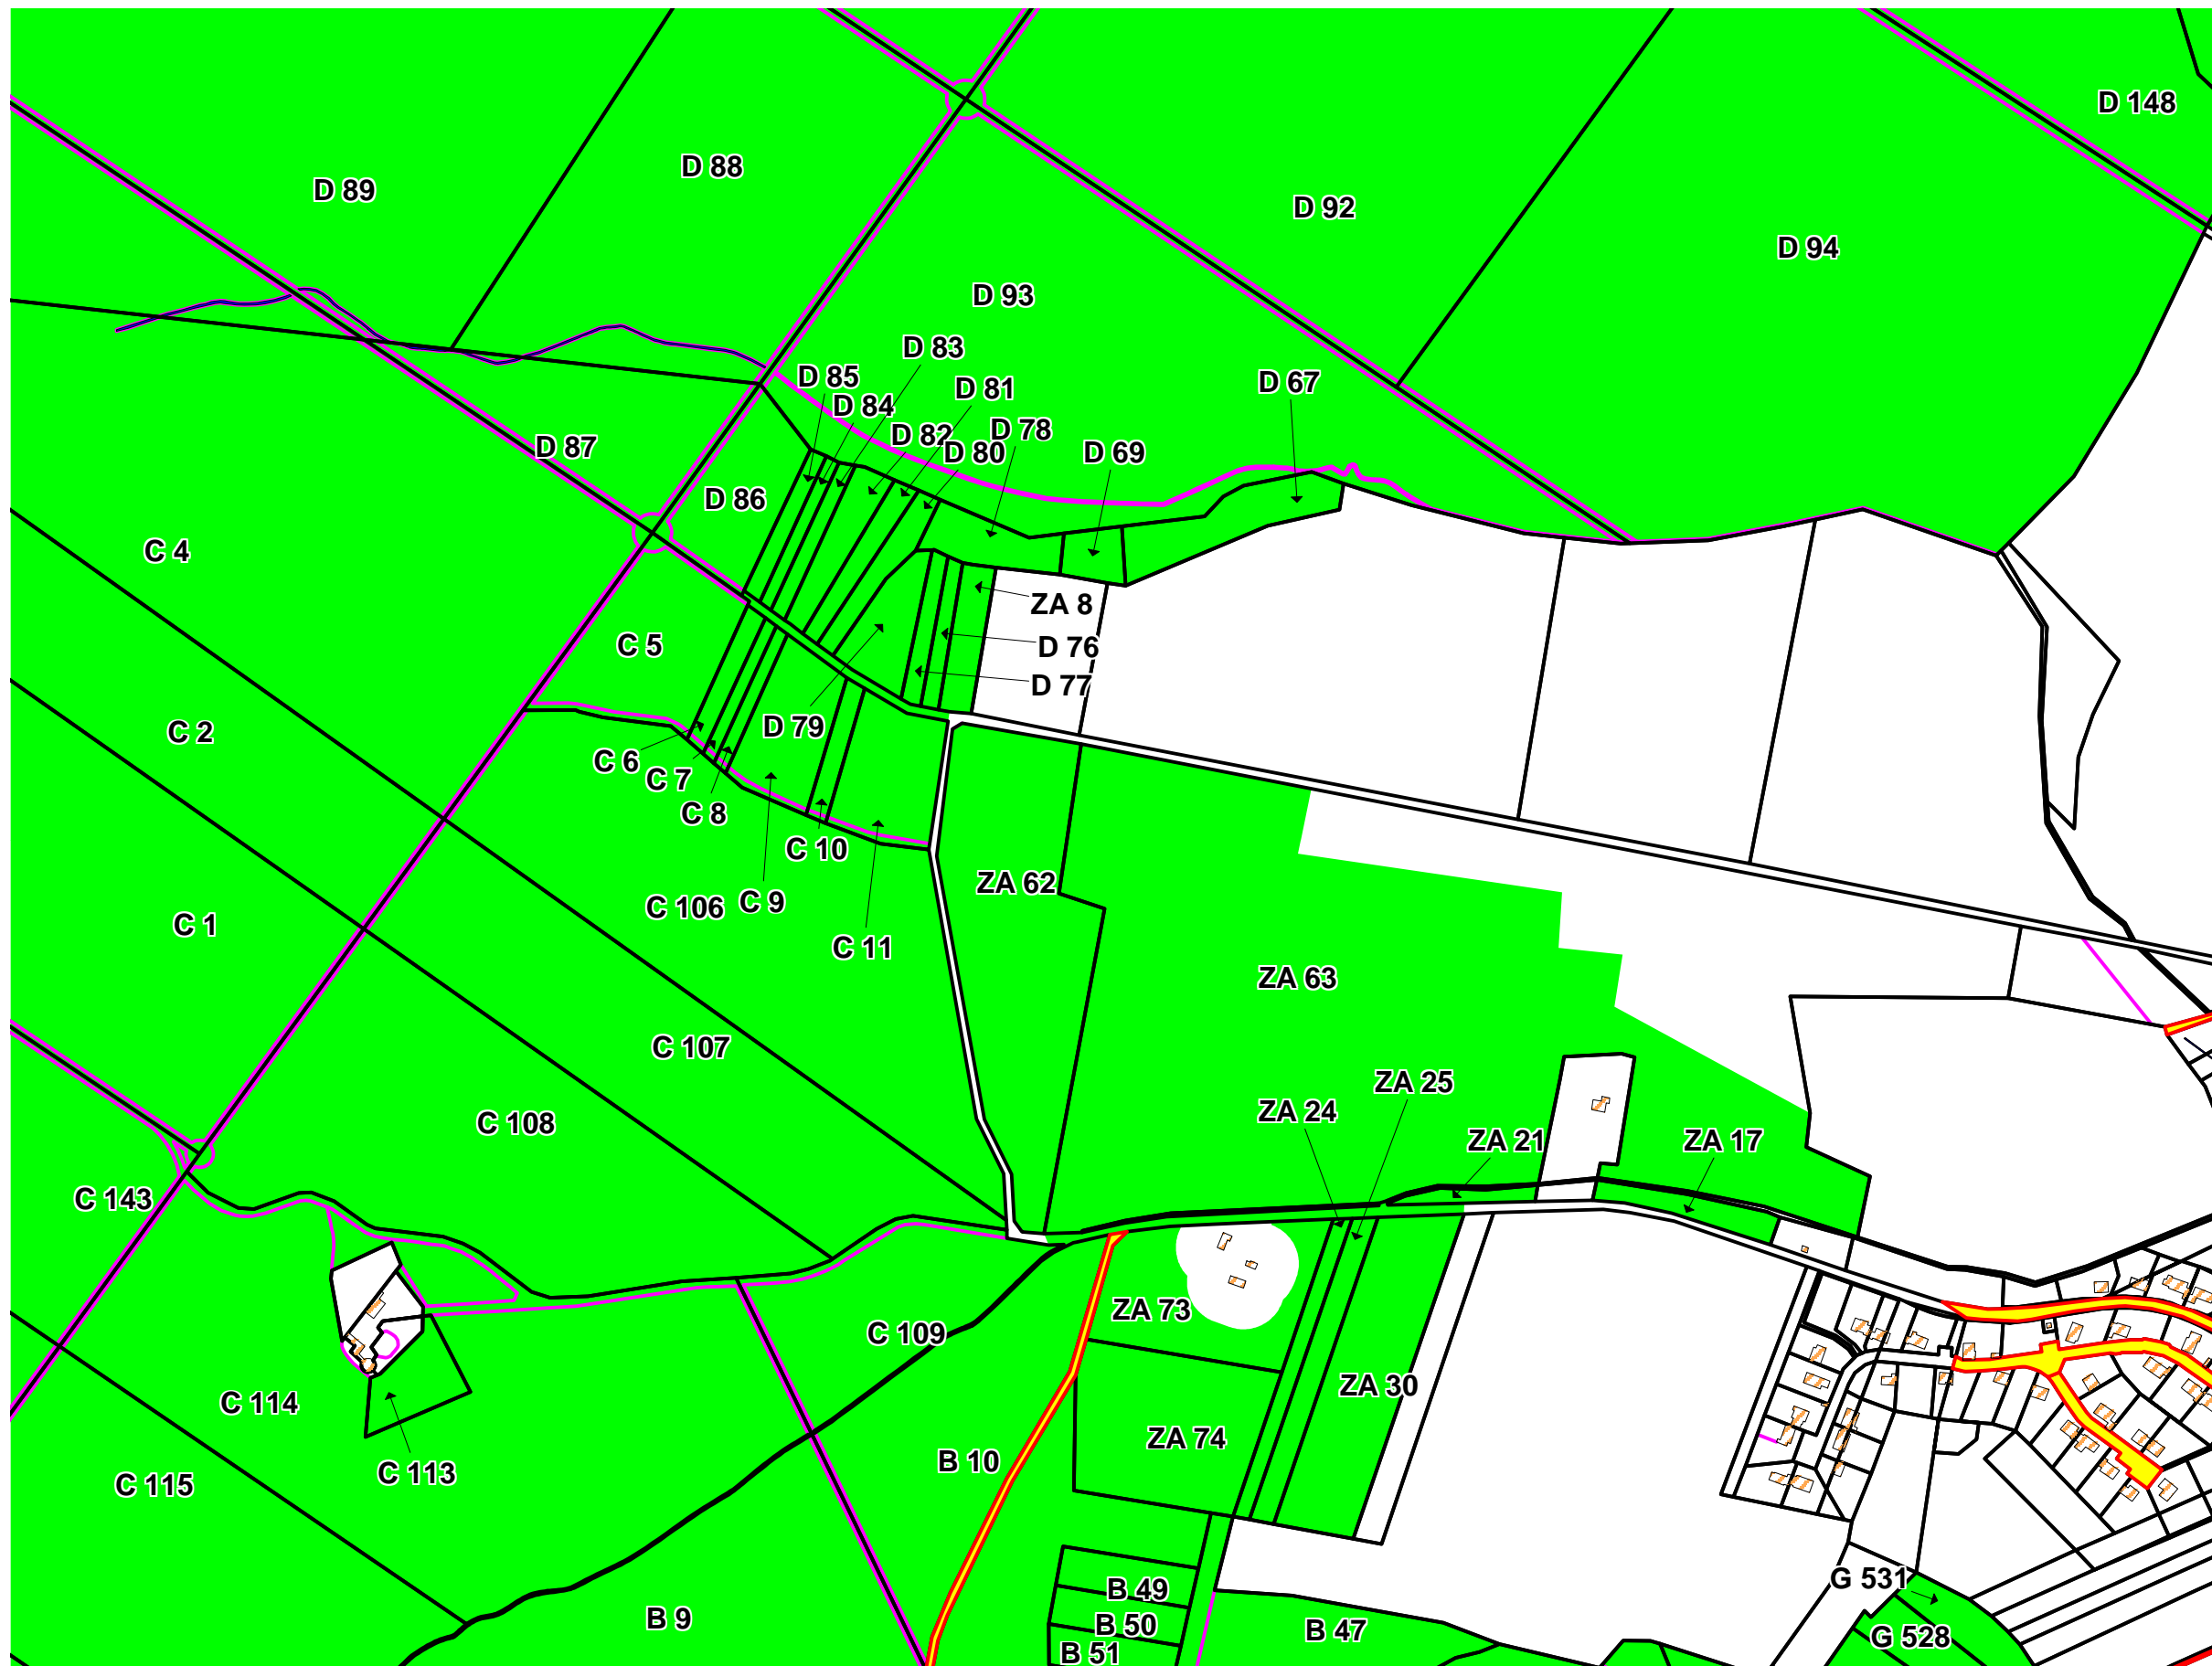 D 148
D 88
D 89
D 92
D 94
D 93
D 83
D 85
D 81
D 67
D 84
D 78
D 82
D 80
D 69
D 87
D 86
C 4
ZA 8
C 5
D 76
D 77
D 79
C 2
C 6
C 7
C 8
C 10
ZA 62
C 9
C 106
C 1
C 11
ZA 63
C 107
ZA 25
ZA 24
C 108
ZA 21
ZA 17
C 143
ZA 73
C 109
ZA 30
C 114
ZA 74
B 10
C 113
C 115
G 531
B 49
B 9
B 50
B 47
G 528
B 51